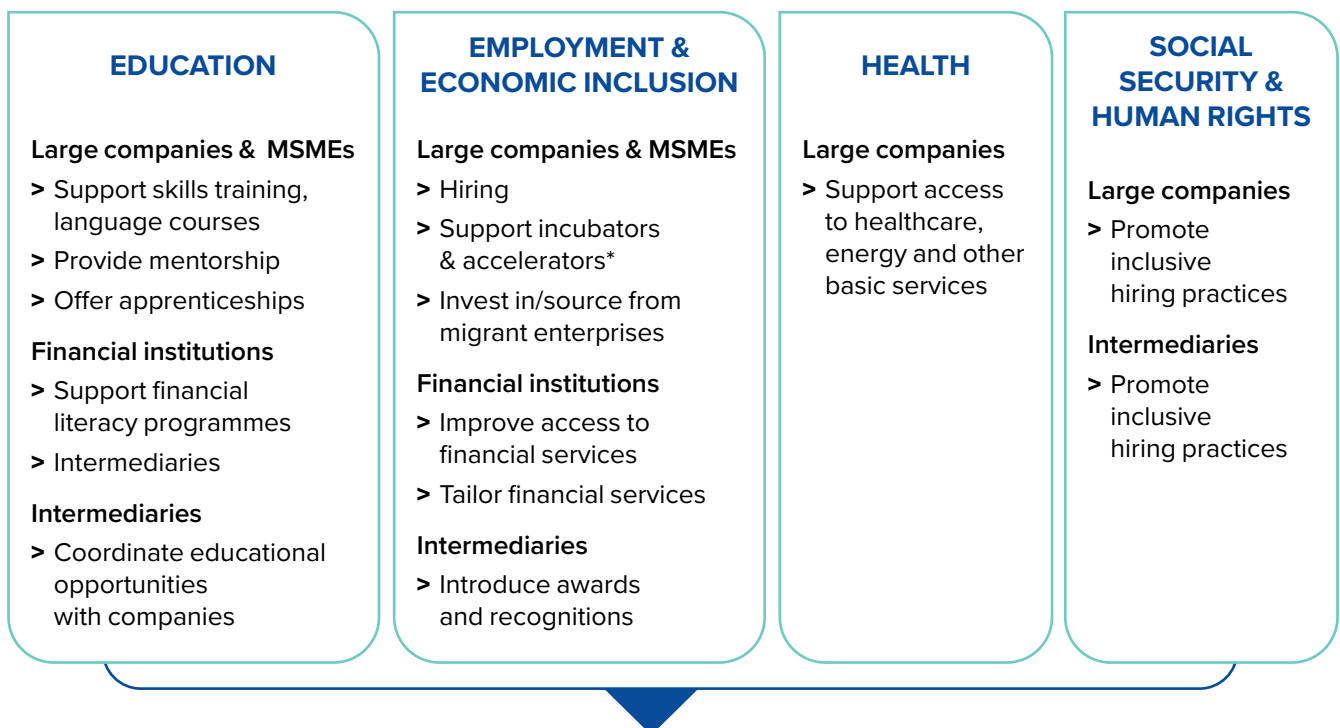 EDUCATION
Large companies & MSMEs
> Support skills training,
language courses
> Provide mentorship
> Offer apprenticeships
Financial institutions
> Support financial
literacy programmes
> Intermediaries
Intermediaries
> Coordinate educational
opportunities
with companies
EMPLOYMENT &
ECONOMIC INCLUSION
Large companies & MSMEs
> Hiring
> Support incubators
& accelerators*
> Invest in/source from
migrant enterprises
Financial institutions
> Improve access to
financial services
> Tailor financial services
Intermediaries
> Introduce awards
and recognitions
HEALTH
Large companies
> Support access
to healthcare,
energy and other
basic services
SOCIAL
SECURITY &
HUMAN RIGHTS
Large companies
> Promote
inclusive
hiring practices
Intermediaries
> Promote
inclusive
hiring practices